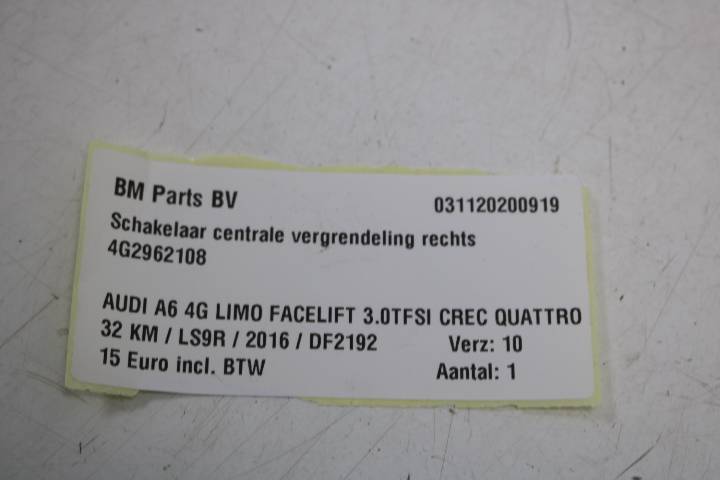 BM Parts BV 031120200919
Schakelaar centrale vergrendeling rechts
4G2962108
AUDI A6 4G LIMO FACELIFT 3.0TFSI CREC QUATTRO
32 KM / LS9R / 2016 / DF2192 Verz: 10
15 Euro incl. BTW Aantal: 1